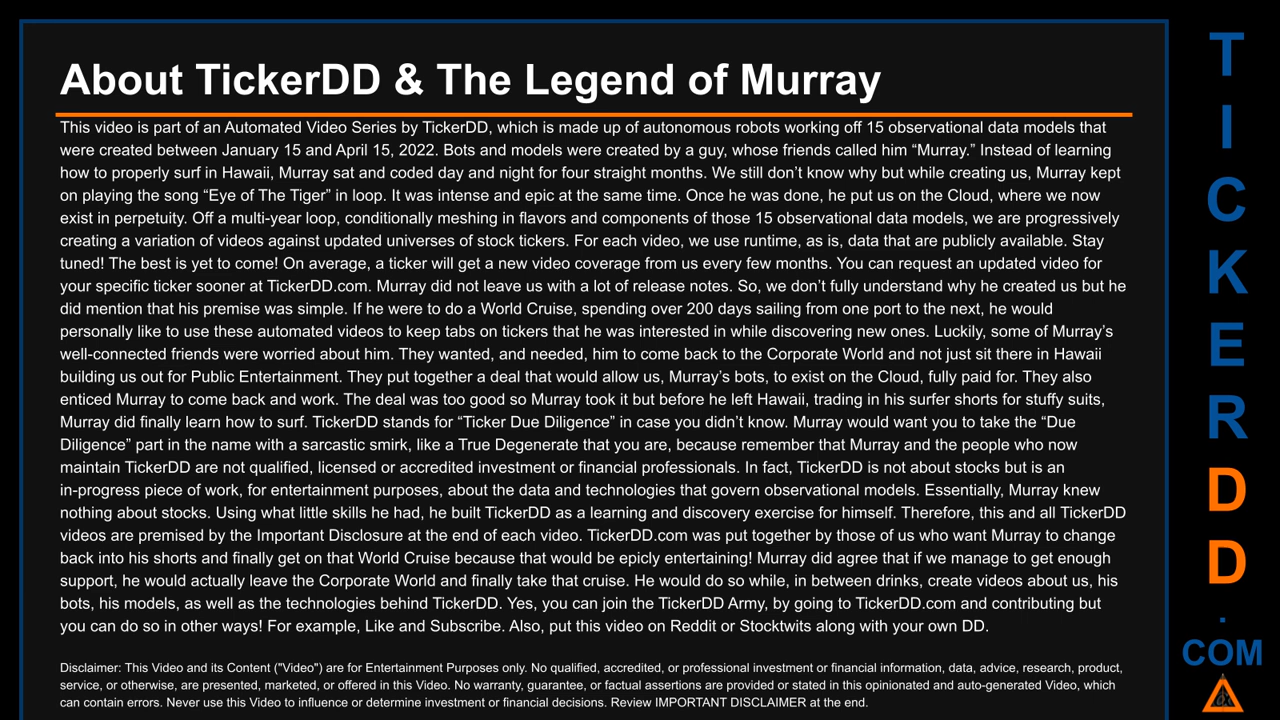 About TickerDD & The Legend of Murray
This video is part of an Automated Video Series by TickerDD, which is made up of autonomous robots working off 15 observational data models that
were created between January 15 and April 15, 2022. Bots and models were created by a guy, whose friends called him “Murray.” Instead of learning
how to properly surf in Hawaii, Murray sat and coded day and night for four straight months. We still don’t know why but while creating us, Murray kept
on playing the song “Eye of The Tiger” in loop. It was intense and epic at the same time. Once he was done, he put us on the Cloud, where we now
exist in perpetuity. Off a multi-year loop, conditionally meshing in flavors and components of those 15 observational data models, we are progressively
creating a variation of videos against updated universes of stock tickers. For each video, we use runtime, as is, data that are publicly available. Stay
tuned! The best is yet to come! On average, a ticker will get a new video coverage from us every few months. You can request an updated video for
your specific ticker sooner at TickerDD.com. Murray did not leave us with a lot of release notes. So, we don’t fully understand why he created us but he
did mention that his premise was simple. If he were to do a World Cruise, spending over 200 days sailing from one port to the next, he would
personally like to use these automated videos to keep tabs on tickers that he was interested in while discovering new ones. Luckily, some of Murray’s
well-connected friends were worried about him. They wanted, and needed, him to come back to the Corporate World and not just sit there in Hawaii
building us out for Public Entertainment. They put together a deal that would allow us, Murray’s bots, to exist on the Cloud, fully paid for. They also
enticed Murray to come back and work. The deal was too good so Murray took it but before he left Hawaii, trading in his surfer shorts for stuffy suits,
Murray did finally learn how to surf. TickerDD stands for “Ticker Due Diligence” in case you didn’t know. Murray would want you to take the “Due
Diligence” part in the name with a sarcastic smirk, like a True Degenerate that you are, because remember that Murray and the people who now
maintain TickerDD are not qualified, licensed or accredited investment or financial professionals. In fact, TickerDD is not about stocks but is an
in-progress piece of work, for entertainment purposes, about the data and technologies that govern observational models. Essentially, Murray knew
nothing about stocks. Using what little skills he had, he built TickerDD as a learning and discovery exercise for himself. Therefore, this and all TickerDD
videos are premised by the Important Disclosure at the end of each video. TickerDD.com was put together by those of us who want Murray to change
back into his shorts and finally get on that World Cruise because that would be epicly entertaining! Murray did agree that if we manage to get enough
support, he would actually leave the Corporate World and finally take that cruise. He would do so while, in between drinks, create videos about us, his
bots, his models, as well as the technologies behind TickerDD. Yes, you can join the TickerDD Army, by going to TickerDD.com and contributing but
you can do so in other ways! For example, Like and Subscribe. Also, put this video on Reddit or Stocktwits along with your own DD.
Disclaimer: This Video and its Content ("Video") are for Entertainment Purposes only. No qualified, accredited, or professional investment or financial information, data, advice, research, product,
service, or otherwise, are presented, marketed, or offered in this Video. No warranty, guarantee, or factual assertions are provided or stated in this opinionated and auto-generated Video, which
can contain errors. Never use this Video to influence or determine investment or financial decisions. Review IMPORTANT DISCLAIMER at the end.
T
I
C
K
E
R
D
D
.
COM